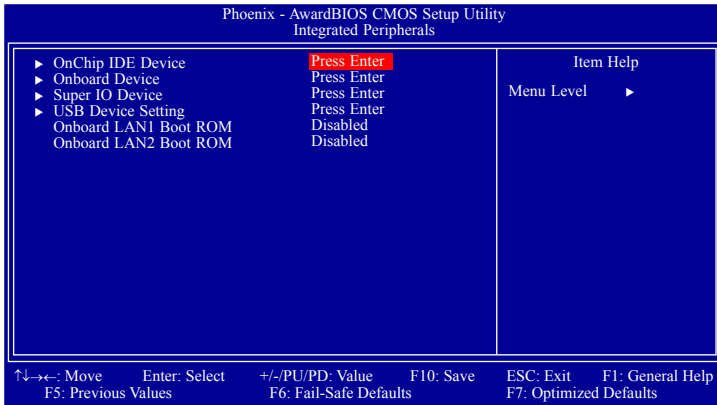 Phoenix - AwardBIOS CMOS Setup Utility
Integrated Peripherals
► OnChip IDE Device Press Enter
► Onboard Device Press Enter
► Super IO Device Press Enter
► USB Device Setting Press Enter
Onboard LAN1 Boot ROM Disabled
Onboard LAN2 Boot ROM Disabled
Item Help
Menu Level ►
↑↓→←: Move Enter: Select +/-/PU/PD: Value F10: Save ESC: Exit F1: General Help
F5: Previous Values F6: Fail-Safe Defaults F7: Optimized Defaults